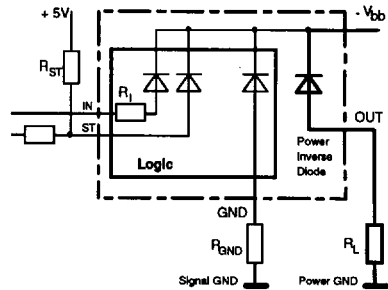 + 5V
- Vbb
RST
IN
RI
ST
OUT
Logic
Power
Inverse
Diode
GND
RGND
RL
Signal GND
Power GND